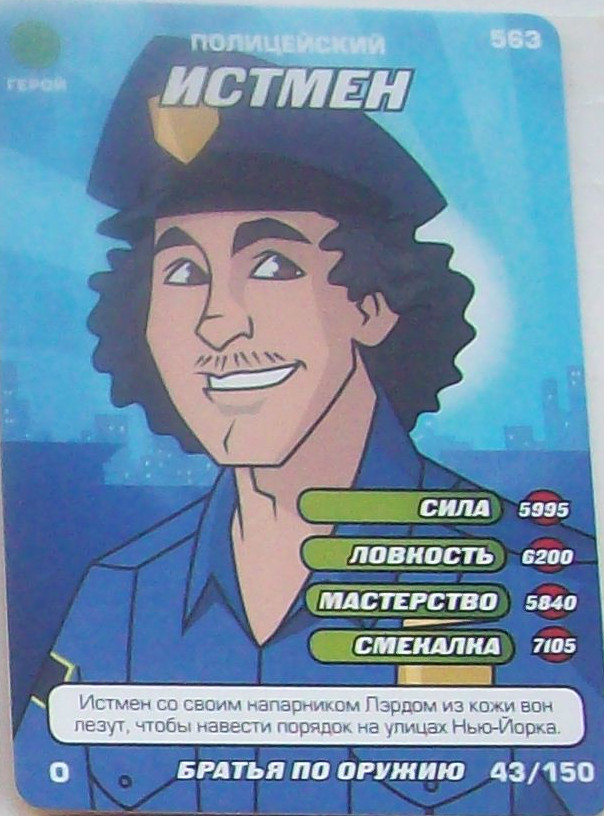 ПОЛИЦЕЙСКИЙ
563
ГЕРОЙ
ИСТМЕН
СИЛА 5995
ЛОВКОСТЬ 6200
МАСТЕРСТВО 5840
СМЕКАЛКА 7105
Истмен со своим напарником Лэрдом из кожи вон
лезут, чтобы навести порядок на улицах Нью-Йорка.
0 БРАТЬЯ ПО ОРУЖИЮ 43/150